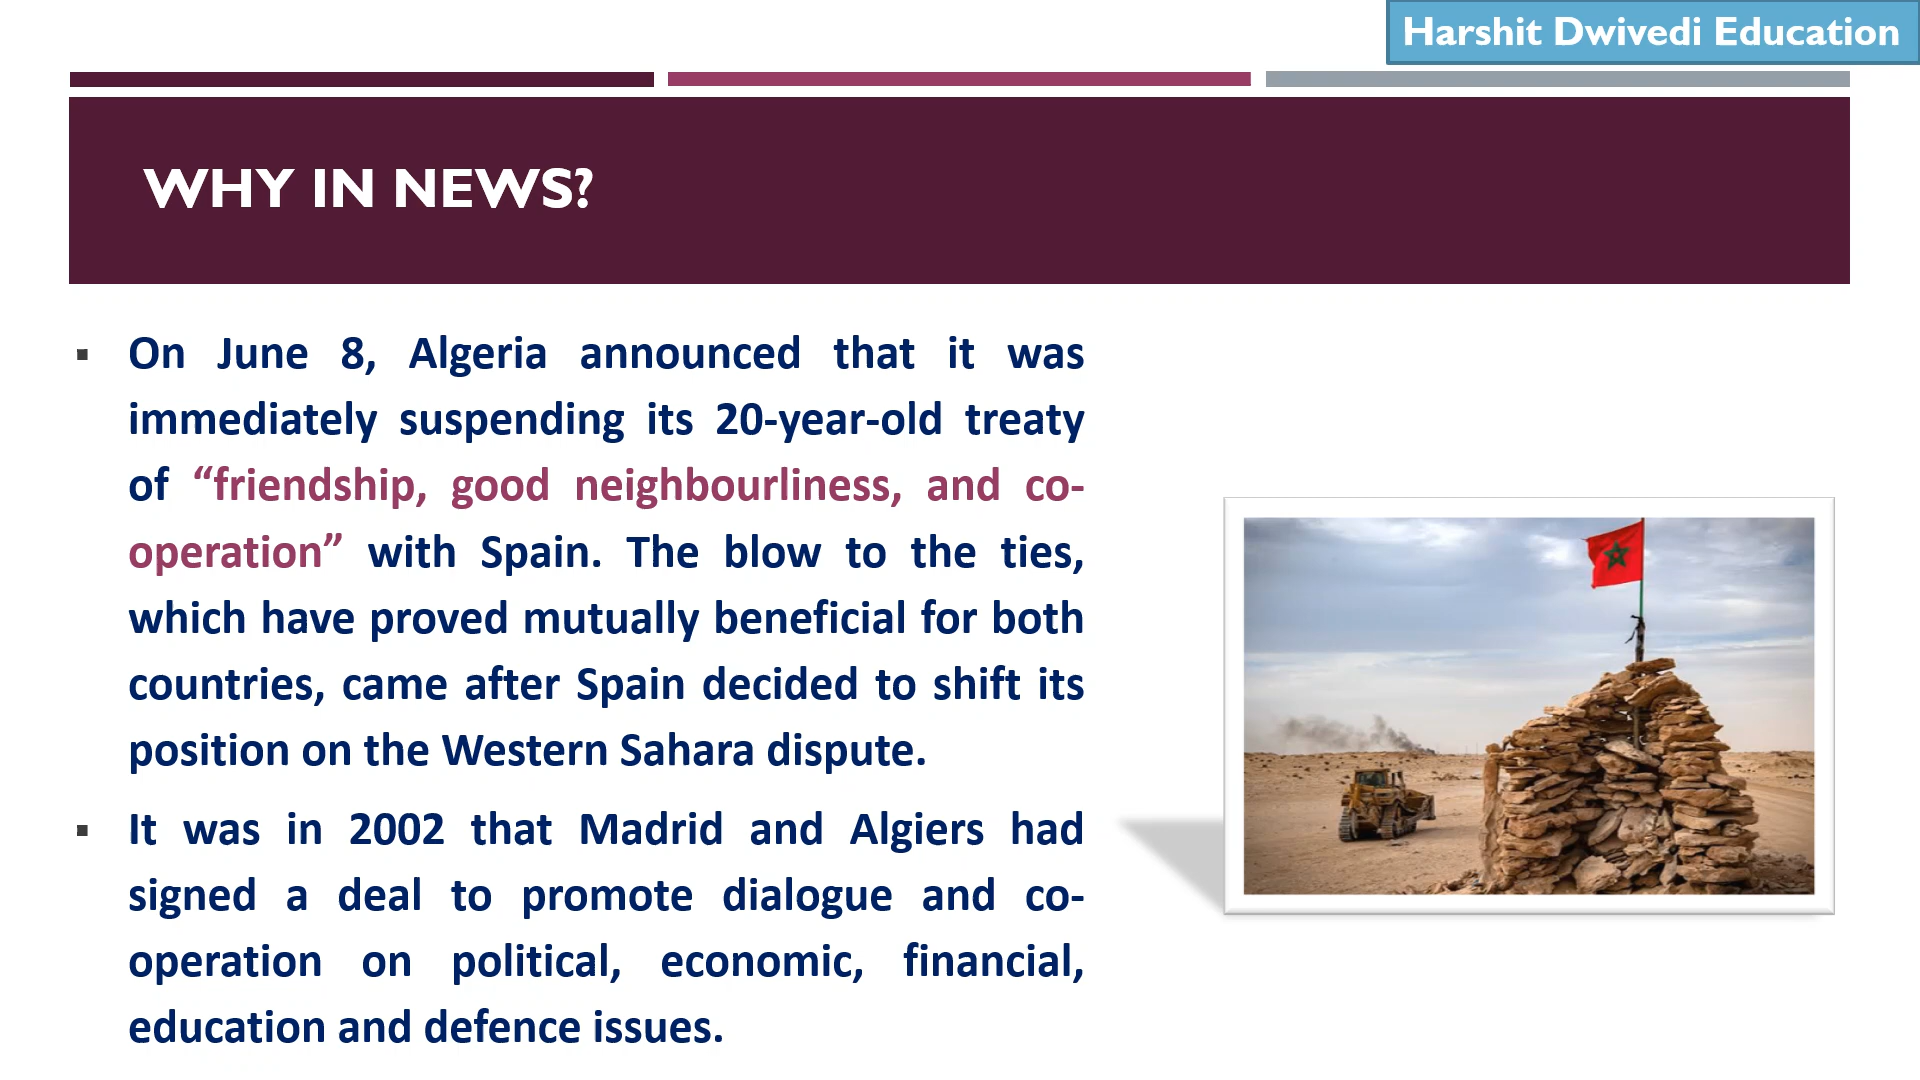 Harshit Dwivedi Education
WHY IN NEWS?
▪ On June 8, Algeria announced that it was
immediately suspending its 20-year-old treaty
of “friendship, good neighbourliness, and co-
operation” with Spain. The blow to the ties,
which have proved mutually beneficial for both
countries, came after Spain decided to shift its
position on the Western Sahara dispute.
▪ It was in 2002 that Madrid and Algiers had
signed a deal to promote dialogue and co-
operation on political, economic, financial,
education and defence issues.